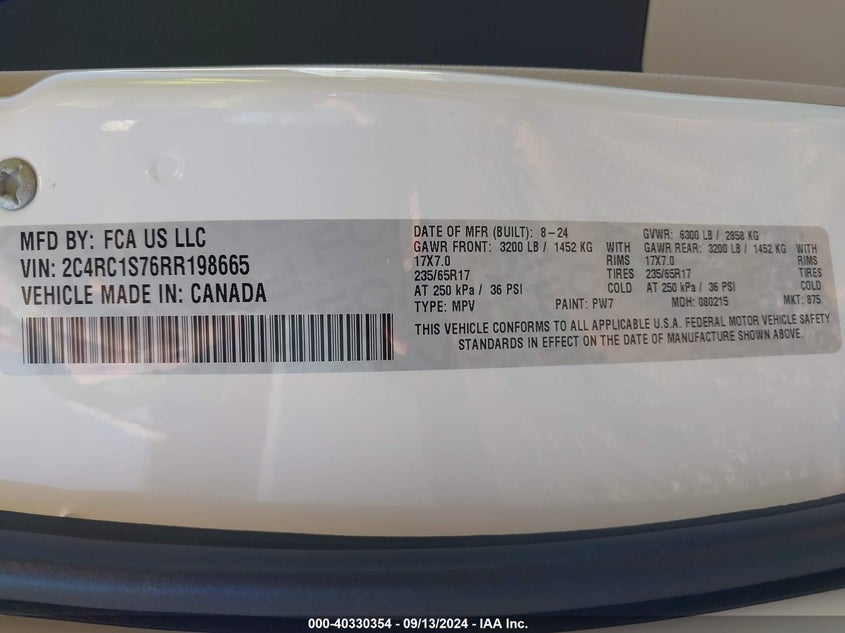 MFD BY: FCA US LLC
VIN: 2C4RC1S76RR198665
VEHICLE MADE IN: CANADA
DATE OF MFR (BUILT): 8-24 GVWR: 6300 LB / 2858 KG
GAWR FRONT: 3200 LB / 1452 KG WITH GAWR REAR: 3200 LB / 1452 KG WITH
17X7.0 RIMS 17X7.0 RIMS
235/65R17 TIRES 235/65R17 TIRES
AT 250 kPa / 36 PSI COLD AT 250 kPa / 36 PSI COLD
TYPE: MPV PAINT: PW7 MDH: 080215 MKT: 875
THIS VEHICLE CONFORMS TO ALL APPLICABLE U.S.A. FEDERAL MOTOR VEHICLE SAFETY
STANDARDS IN EFFECT ON THE DATE OF MANUFACTURE SHOWN ABOVE.
000-40330354 - 09/13/2024 - IAA Inc.